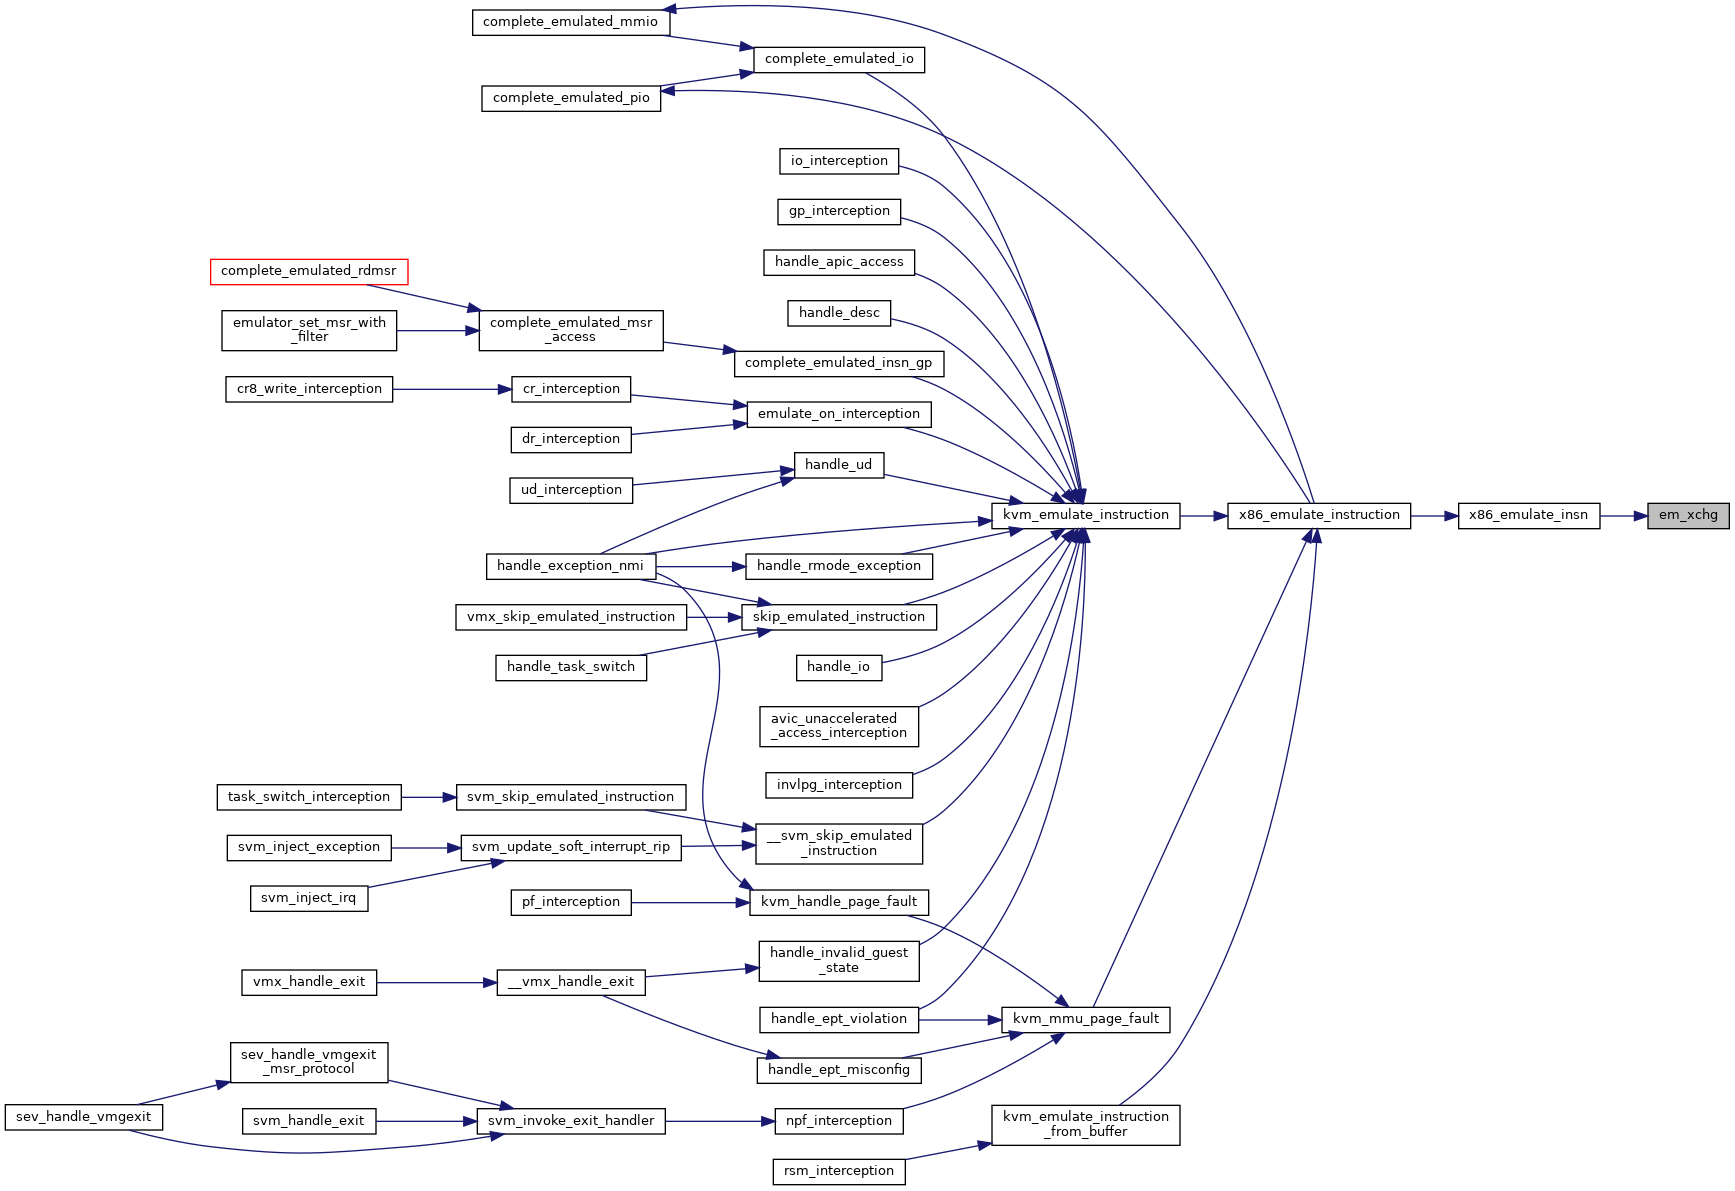 complete_emulated_mmio
complete_emulated_io
complete_emulated_pio
io_interception
gp_interception
handle_apic_access
complete_emulated_rdmsr
handle_desc
emulator_set_msr_with
_filter
complete_emulated_msr
_access
complete_emulated_insn_gp
cr8_write_interception
cr_interception
emulate_on_interception
dr_interception
handle_ud
ud_interception
kvm_emulate_instruction
x86_emulate_instruction
x86_emulate_insn
em_xchg
handle_exception_nmi
handle_rmode_exception
vmx_skip_emulated_instruction
skip_emulated_instruction
handle_task_switch
handle_io
avic_unaccelerated
_access_interception
invlpg_interception
task_switch_interception
svm_skip_emulated_instruction
__svm_skip_emulated
_instruction
svm_inject_exception
svm_update_soft_interrupt_rip
svm_inject_irq
pf_interception
kvm_handle_page_fault
handle_invalid_guest
_state
vmx_handle_exit
__vmx_handle_exit
handle_ept_violation
kvm_mmu_page_fault
sev_handle_vmgexit
_msr_protocol
handle_ept_misconfig
sev_handle_vmgexit
svm_handle_exit
svm_invoke_exit_handler
npf_interception
kvm_emulate_instruction
_from_buffer
rsm_interception